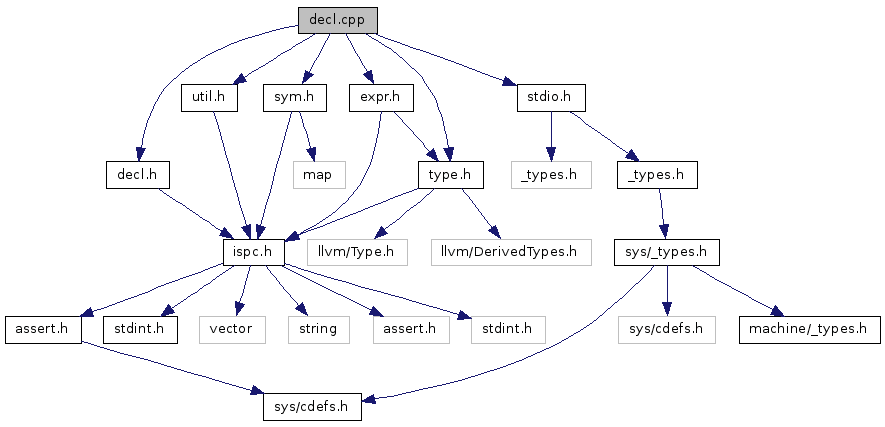 decl.cpp
util.h
sym.h
expr.h
stdio.h
decl.h
map
type.h
_types.h
_types.h
ispc.h
llvm/Type.h
llvm/DerivedTypes.h
sys/_types.h
assert.h
stdint.h
vector
string
assert.h
stdint.h
sys/cdefs.h
machine/_types.h
sys/cdefs.h